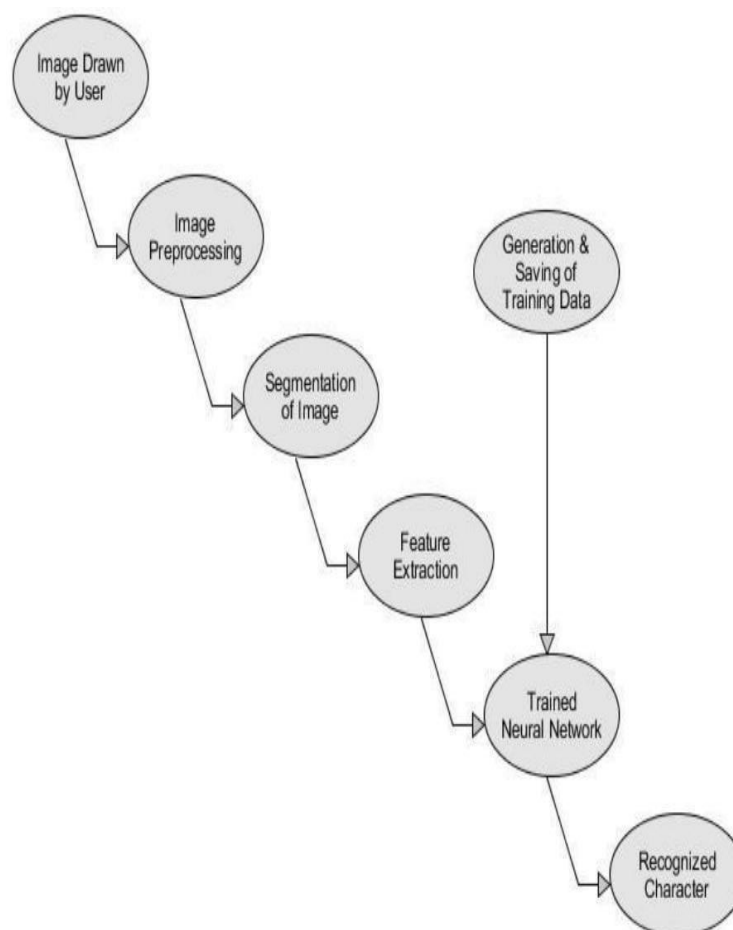 Image Drawn
by User
Image
Preprocessing
Generation &
Saving of
Training Data
Segmentation
of Image
Feature
Extraction
Trained
Neural Network
Recognized
Character